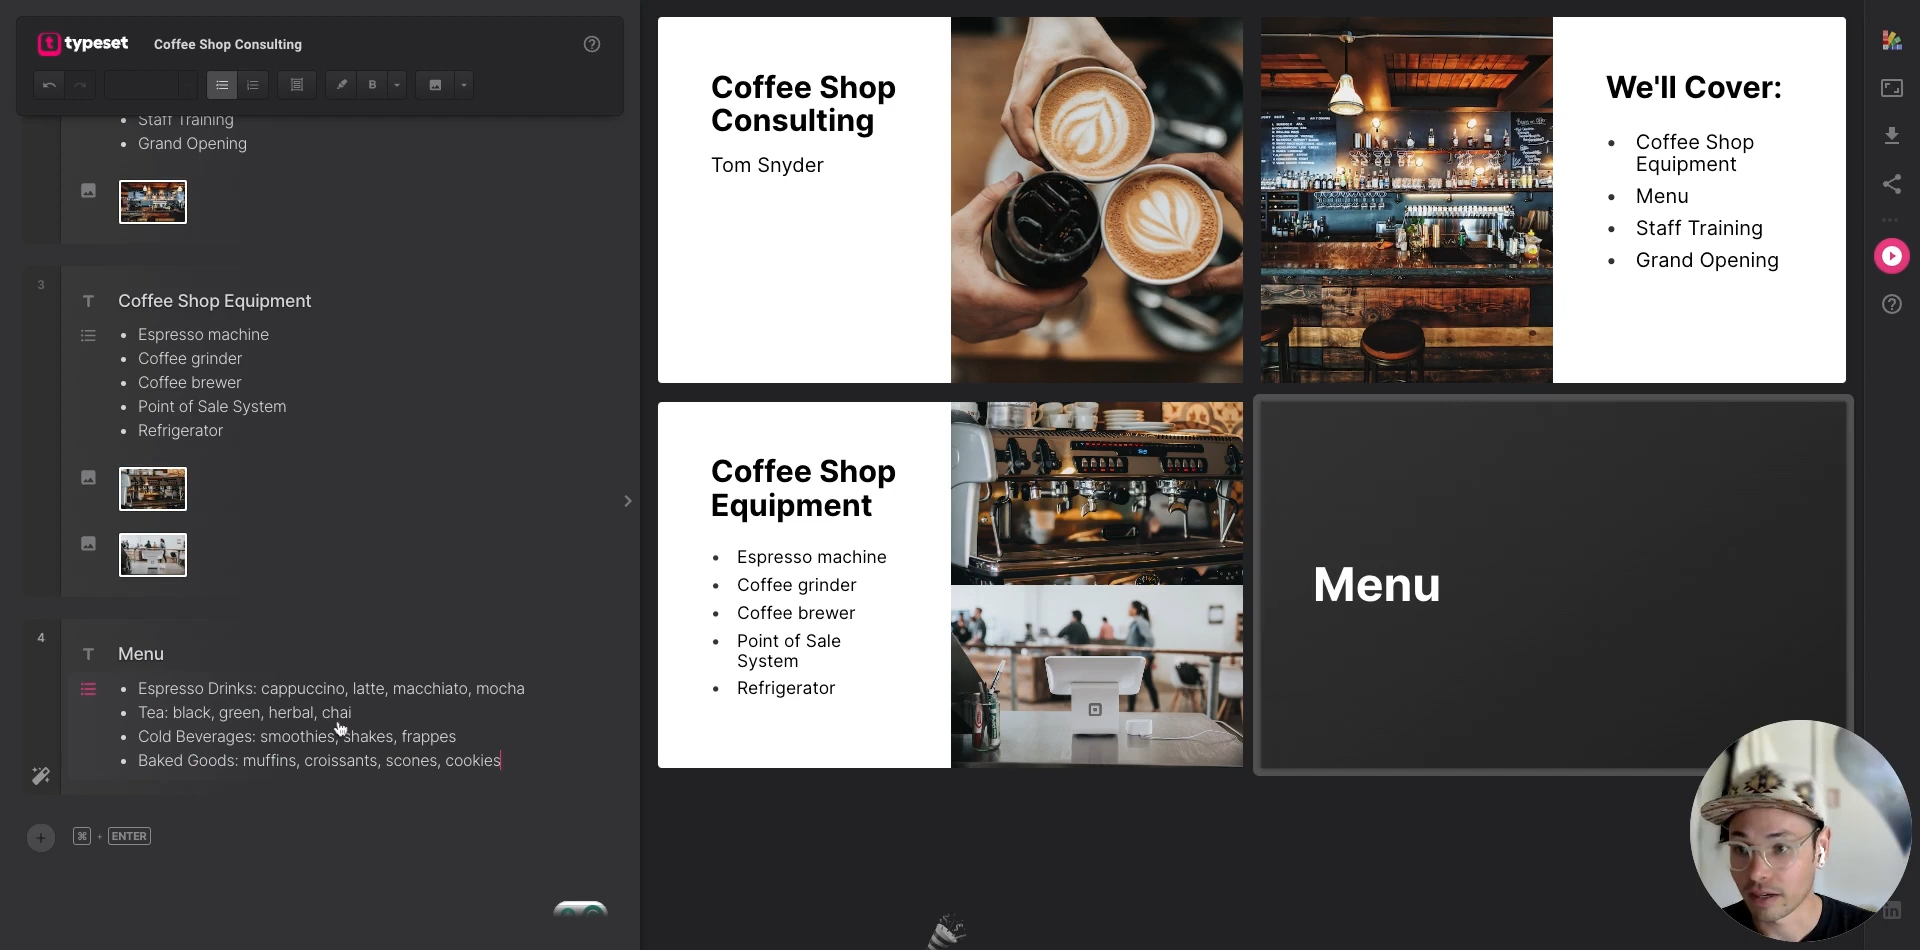 typeset
Coffee Shop Consulting
B
Staff Training
Grand Opening
3
T
Coffee Shop Equipment
Espresso machine
Coffee grinder
Coffee brewer
Point of Sale System
Refrigerator
4
T
Menu
Espresso Drinks: cappuccino, latte, macchiato, mocha
Tea: black, green, herbal, chai
Cold Beverages: smoothies, shakes, frappes
Baked Goods: muffins, croissants, scones, cookies
⌘ + ENTER
Coffee Shop
Consulting
Tom Snyder
We'll Cover:
Coffee Shop
Equipment
Menu
Staff Training
Grand Opening
Coffee Shop
Equipment
Espresso machine
Coffee grinder
Coffee brewer
Point of Sale
System
Refrigerator
Menu
in